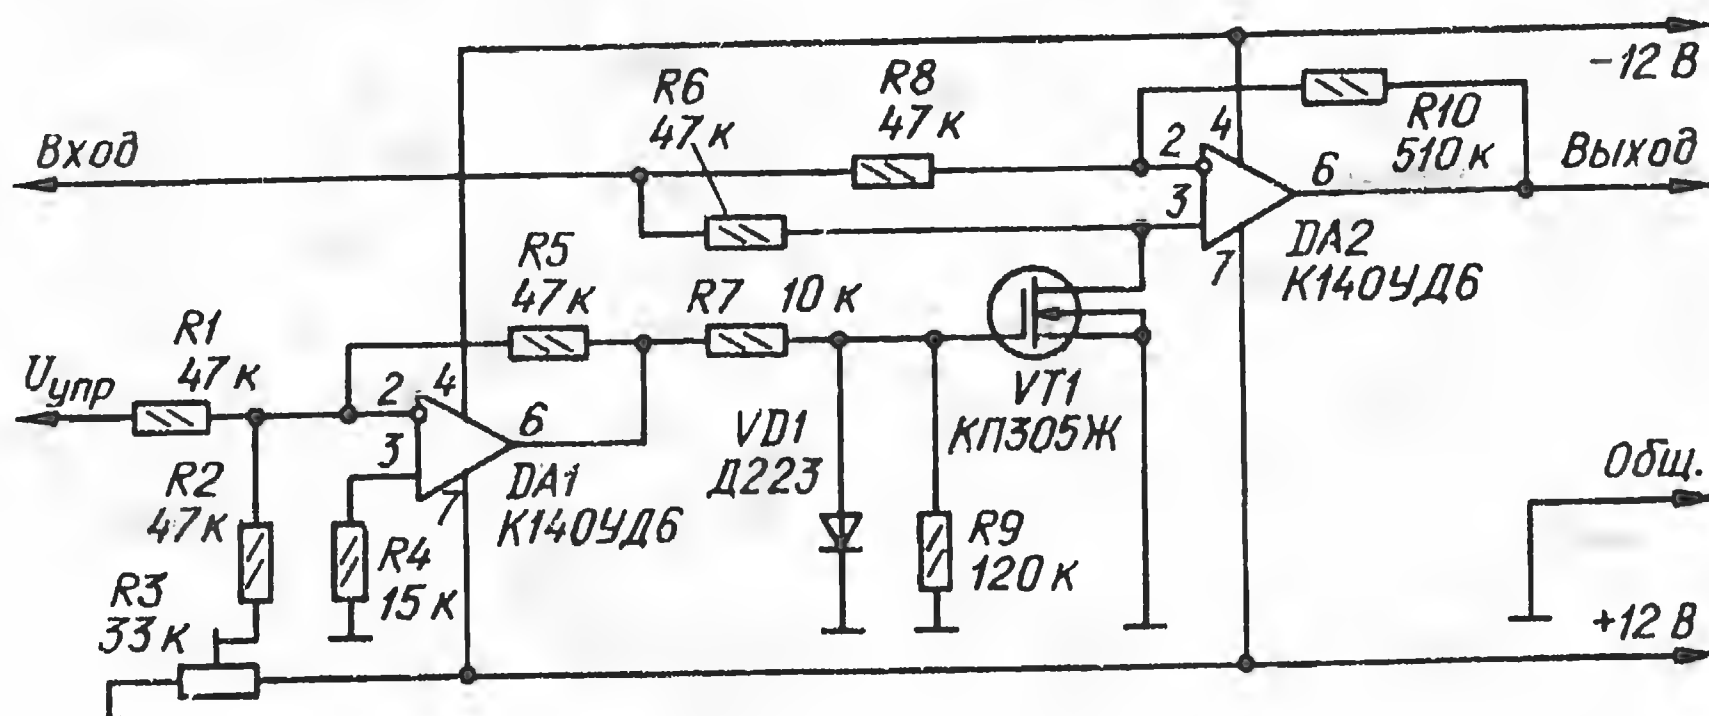 -12 В
R6
47 к
R8
47 к
R10
510 к
Вход
Выход
2
4
3
6
7
DA2
К140УД6
R5
47 к
R7 10 к
R1
47 к
Uупр
2
4
3
6
7
DA1
К140УД6
VT1
КП305Ж
VD1
Д223
R2
47 к
R4
15 к
R9
120 к
Общ.
R3
33 к
+12 В